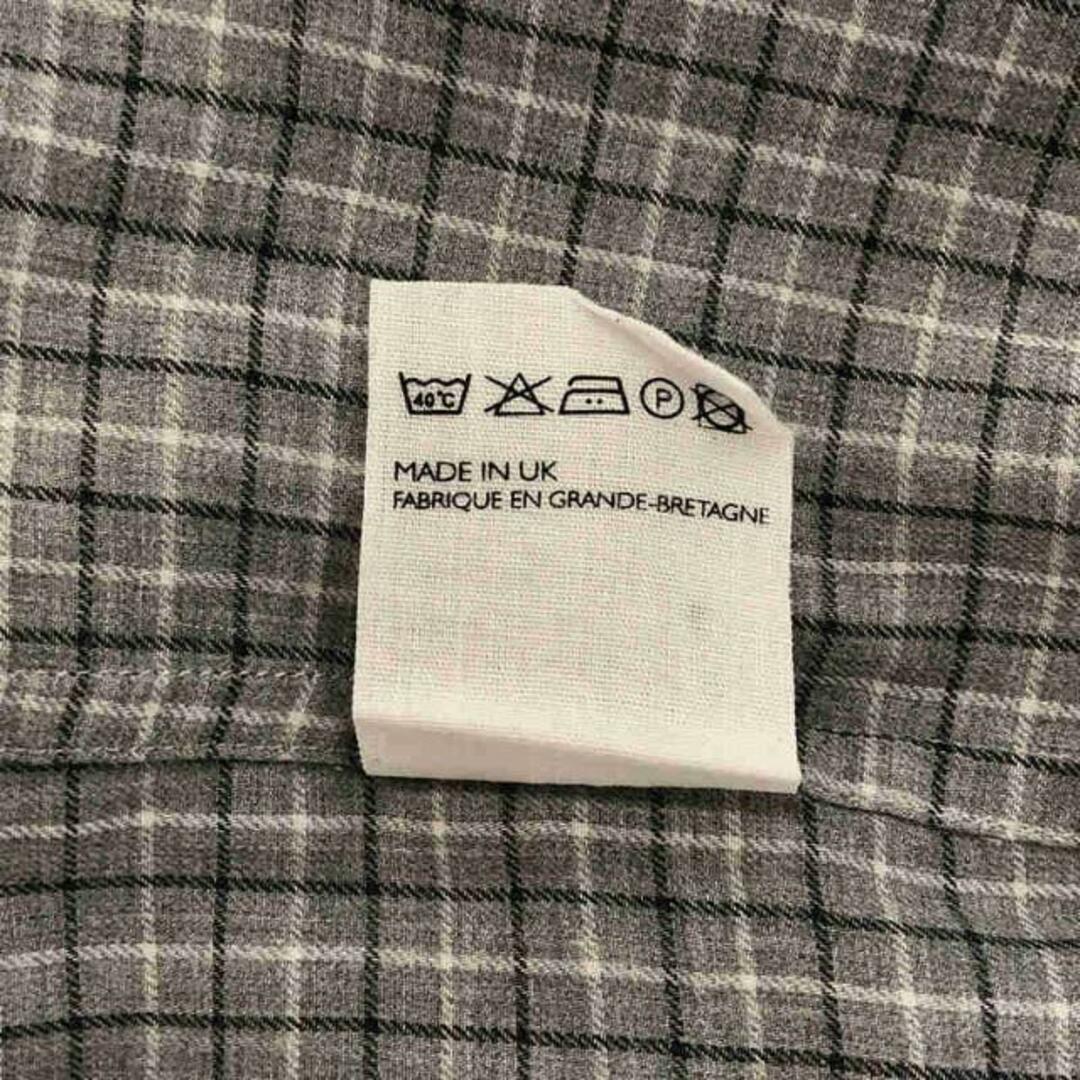 40°C P
MADE IN UK
FABRIQUE EN GRANDE-BRETAGNE